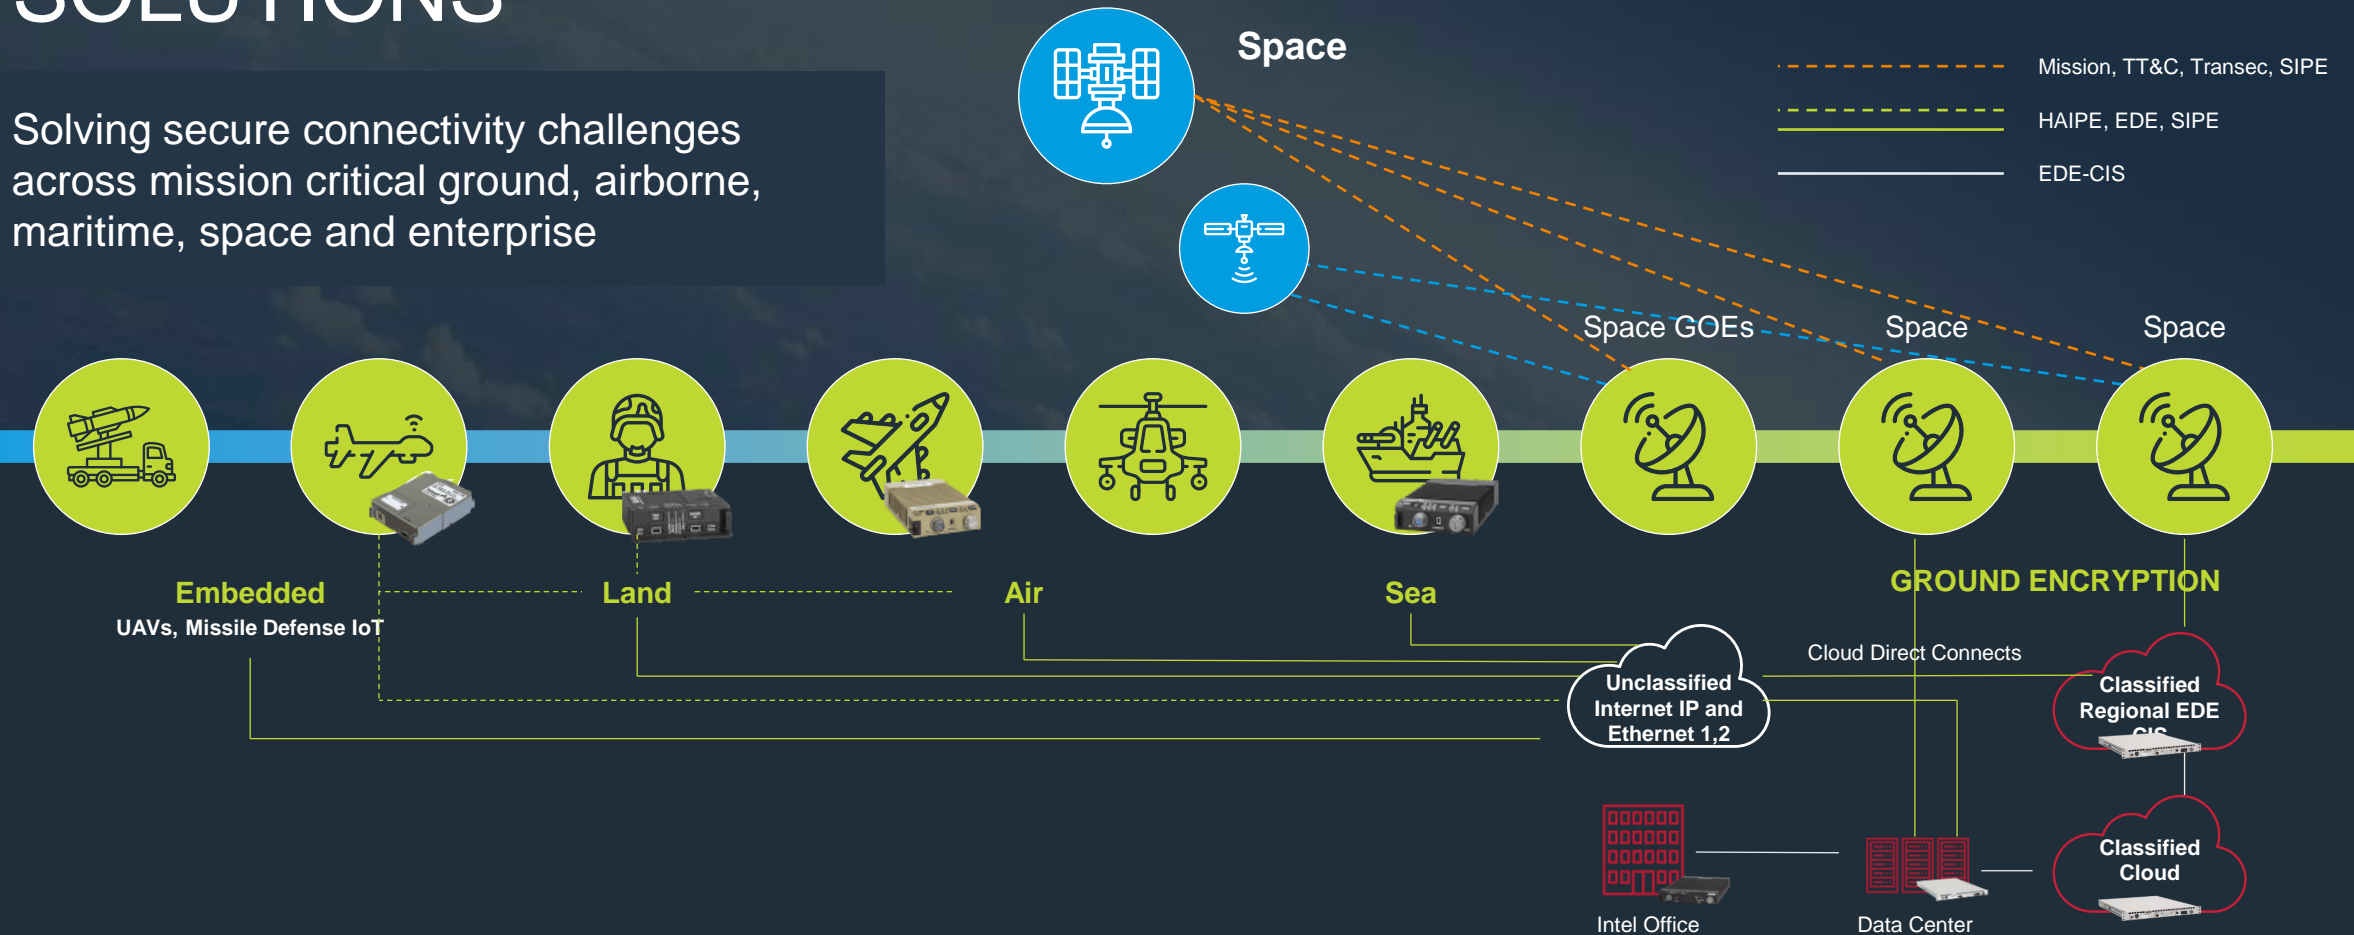 SOLUTIONS
Solving secure connectivity challenges
across mission critical ground, airborne,
maritime, space and enterprise
Space
Mission, TT&C, Transec, SIPE
HAIPE, EDE, SIPE
EDE-CIS
Space GOEs
Space
Space
Embedded
UAVs, Missile Defense IoT
Land
Air
Sea
GROUND ENCRYPTION
Cloud Direct Connects
Unclassified
Internet IP and
Ethernet 1,2
Classified
Regional EDE
CIS
Classified
Cloud
Intel Office
Data Center